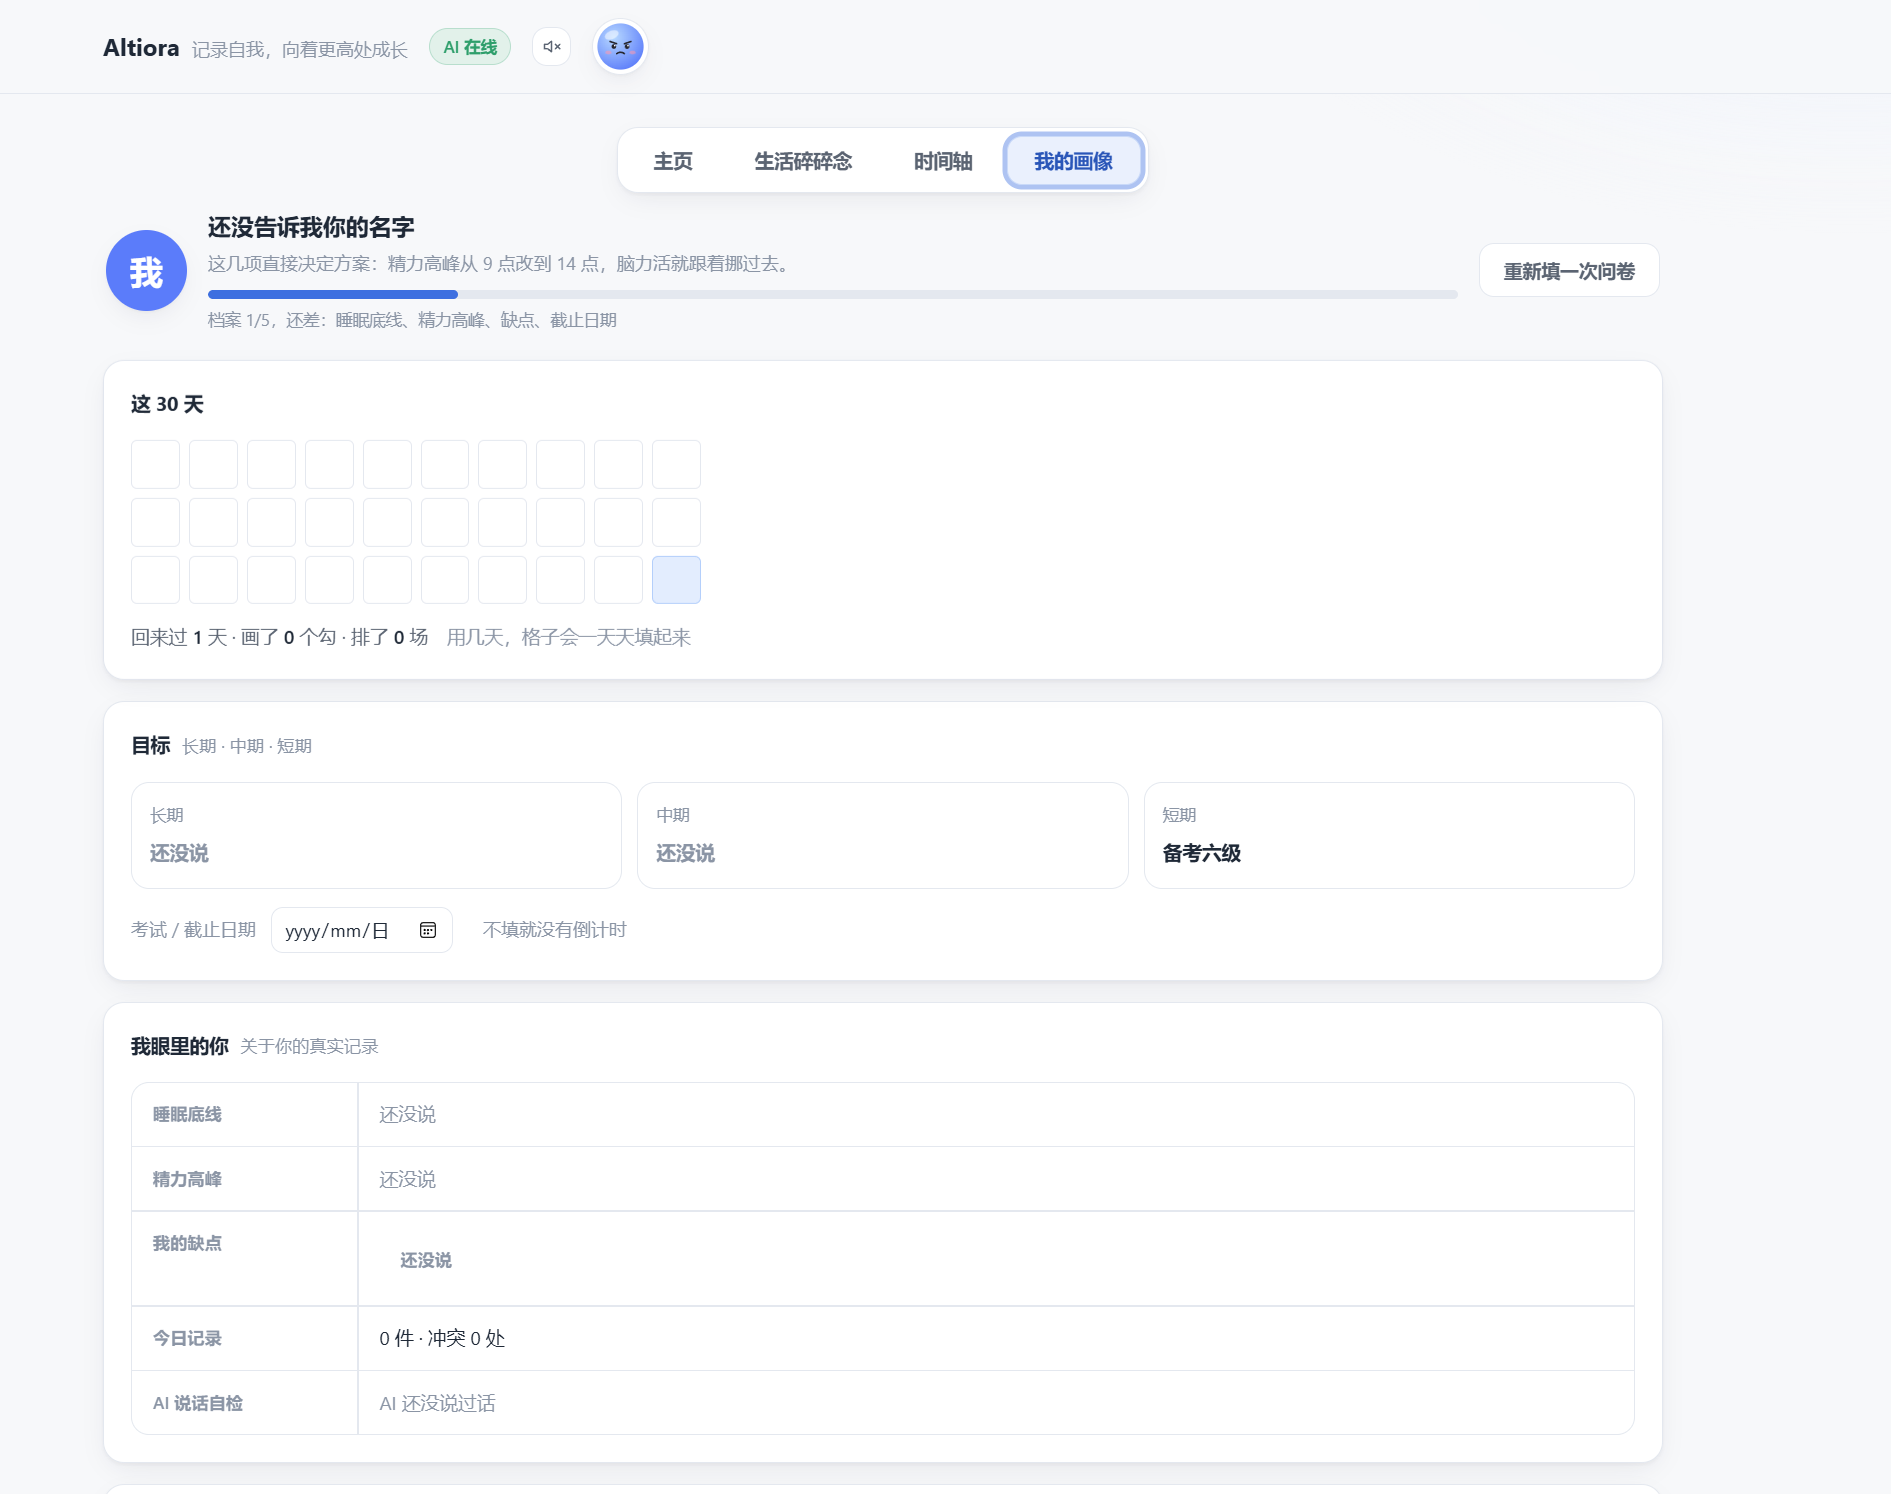 Altiora 记录自我，向着更高处成长 AI 在线
主页 生活碎碎念 时间轴 我的画像
我
还没告诉我你的名字
这几项直接决定方案：精力高峰从 9 点改到 14 点，脑力活就跟着挪过去。
档案 1/5，还差：睡眠底线、精力高峰、缺点、截止日期
重新填一次问卷
这 30 天
回来过 1 天 · 画了 0 个勾 · 排了 0 场 用几天，格子会一天天填起来
目标 长期 · 中期 · 短期
长期
还没说
中期
还没说
短期
备考六级
考试 / 截止日期 yyyy/mm/日 不填就没有倒计时
我眼里的你 关于你的真实记录
睡眠底线 还没说
精力高峰 还没说
我的缺点 还没说
今日记录 0 件 · 冲突 0 处
AI 说话自检 AI 还没说过话